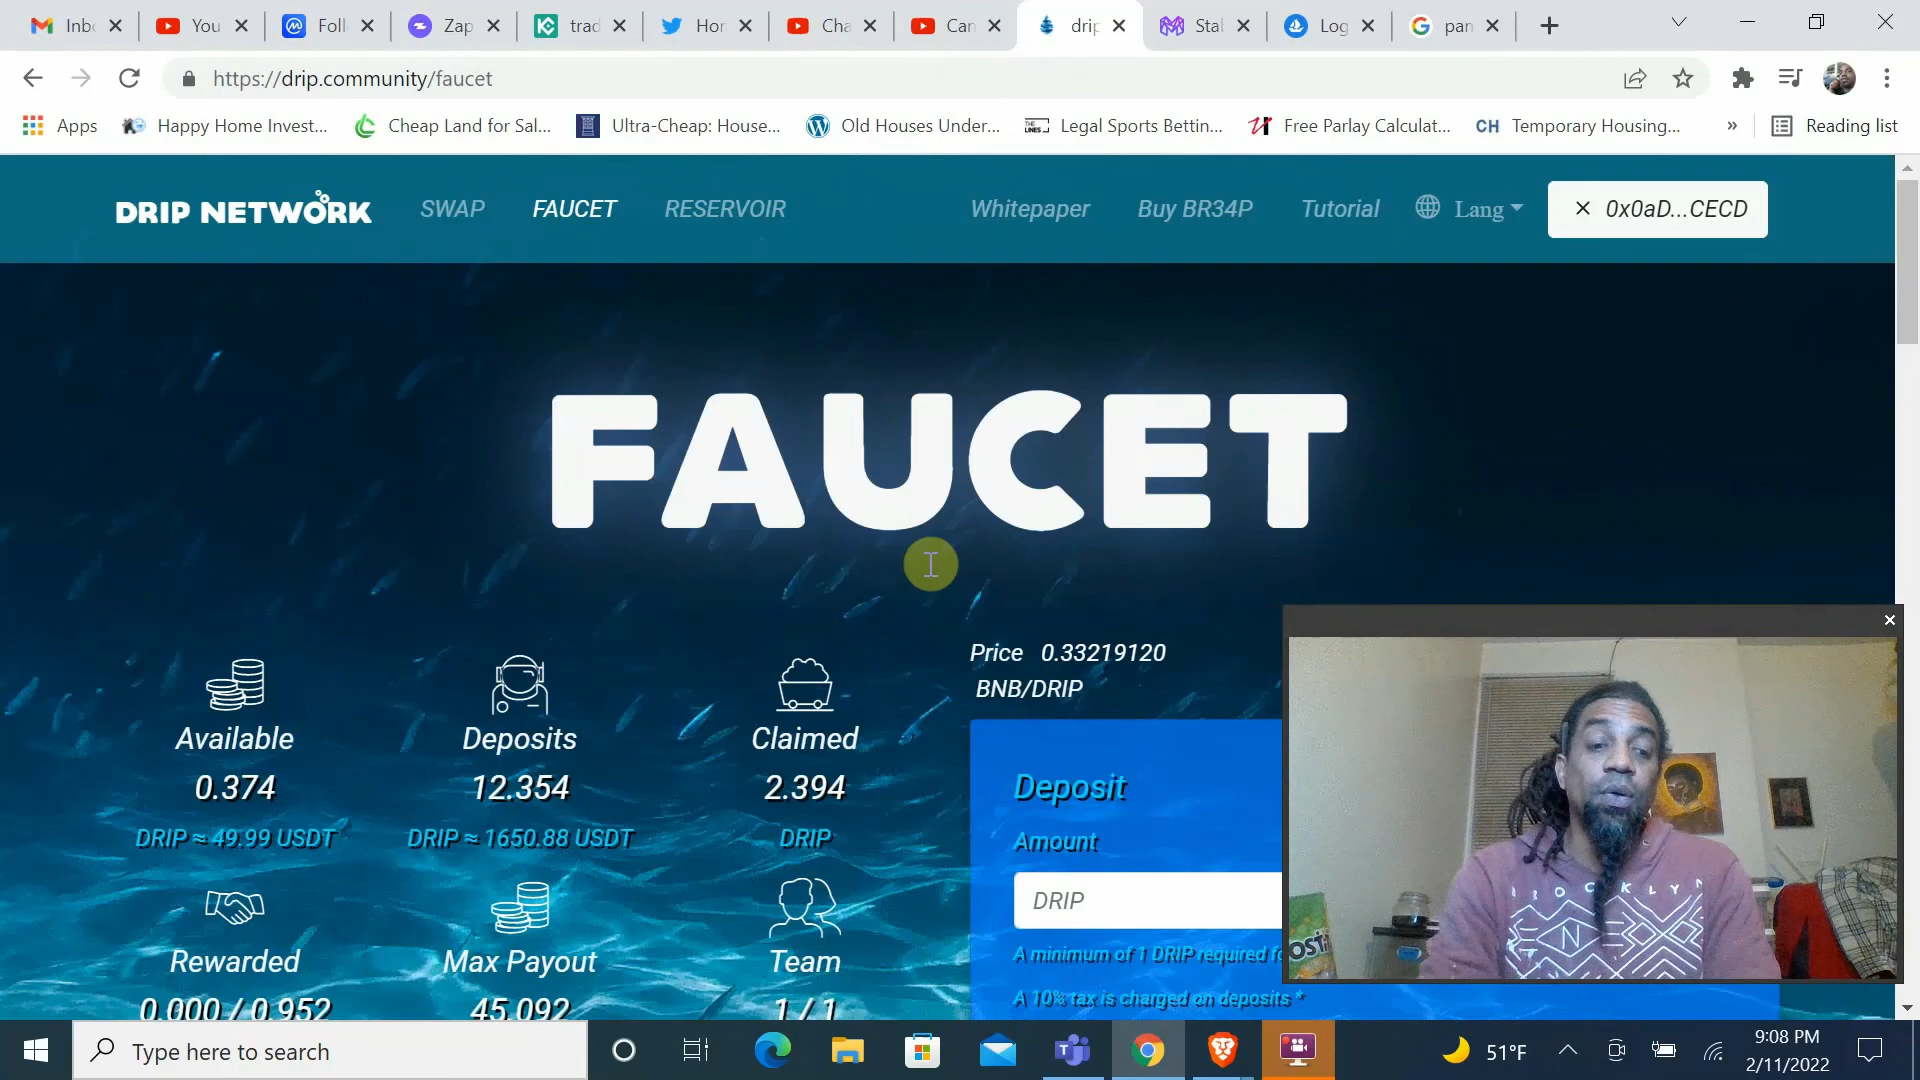 Inb
You
Foll
Zap
trad
Hor
Cha
Can
drip
Stal
Log
pan
https://drip.community/faucet
Apps
Happy Home Invest...
Cheap Land for Sal...
Ultra-Cheap: House...
Old Houses Under...
Legal Sports Bettin...
Free Parlay Calculat...
CH Temporary Housing...
»
Reading list
DRIP NETWORK
SWAP
FAUCET
RESERVOIR
Whitepaper
Buy BR34P
Tutorial
Lang
× 0x0aD...CECD
FAUCET
Price 0.33219120
BNB/DRIP
Available
Deposits
Claimed
0.374
12.354
2.394
DRIP ≈ 49.99 USDT
DRIP ≈ 1650.88 USDT
DRIP
Rewarded
Max Payout
Team
0.000 / 0.952
45.092
1 / 1
Deposit
Amount
DRIP
A minimum of 1 DRIP required fo
A 10% tax is charged on deposits *
BROOKLYN
N
Type here to search
51°F
9:08 PM
2/11/2022